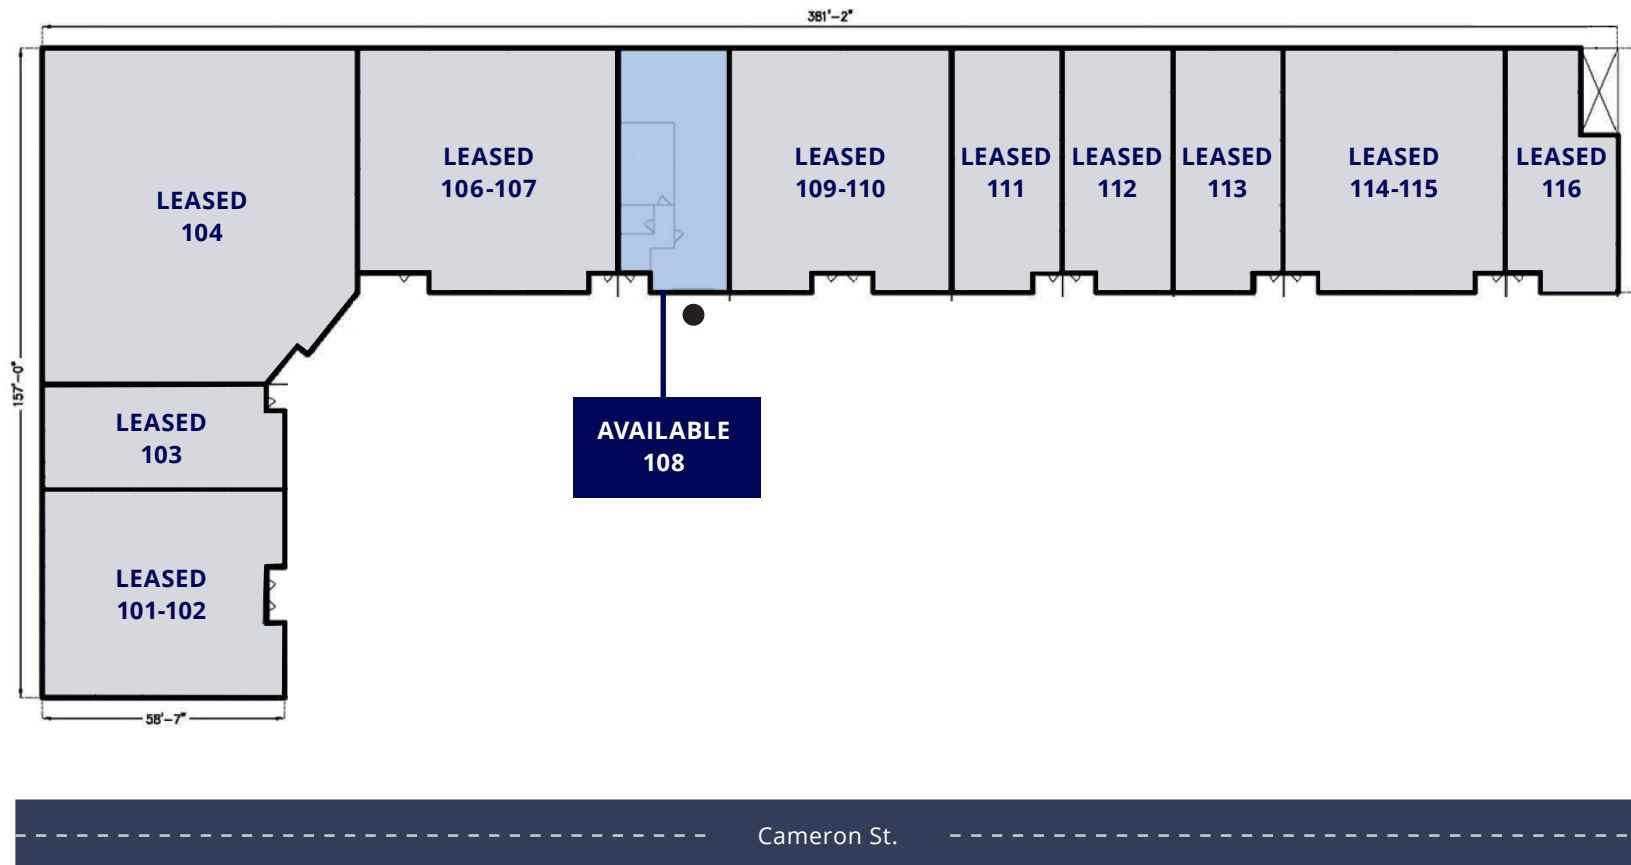 381'-2"
LEASED
104
LEASED
106-107
LEASED
109-110
LEASED
111
LEASED
112
LEASED
113
LEASED
114-115
LEASED
116
157'-0"
LEASED
103
AVAILABLE
108
LEASED
101-102
58'-7"
Cameron St.